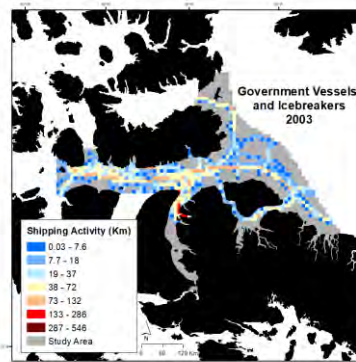 Government Vessels
and Icebreakers
2003
Shipping Activity (Km)
0.03 - 7.6
7.7 - 18
19 - 37
38 - 72
73 - 132
133 - 286
287 - 546
Study Area
N